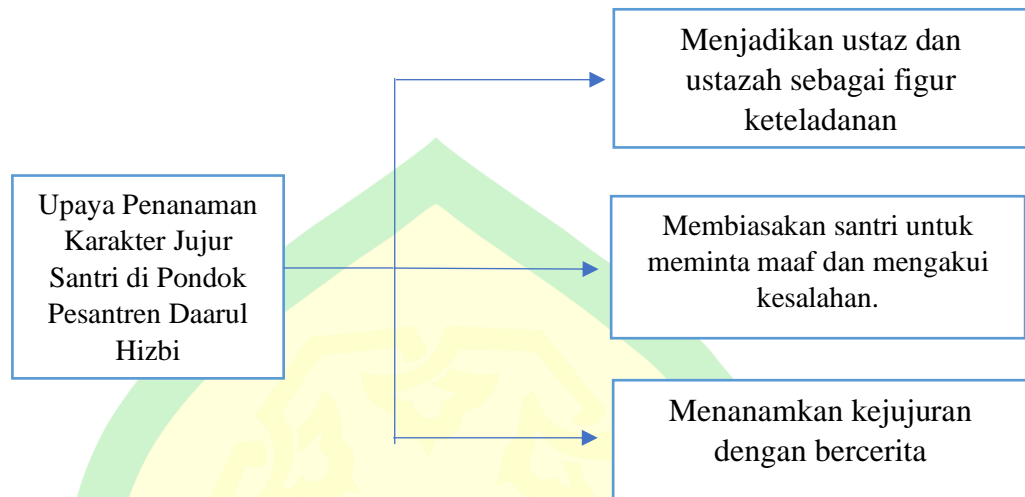 Menjadikan ustaz dan
ustazah sebagai figur
keteladanan
Upaya Penanaman
Karakter Jujur
Santri di Pondok
Pesantren Daarul
Hizbi
Membiasakan santri untuk
meminta maaf dan mengakui
kesalahan.
Menanamkan kejujuran
dengan bercerita